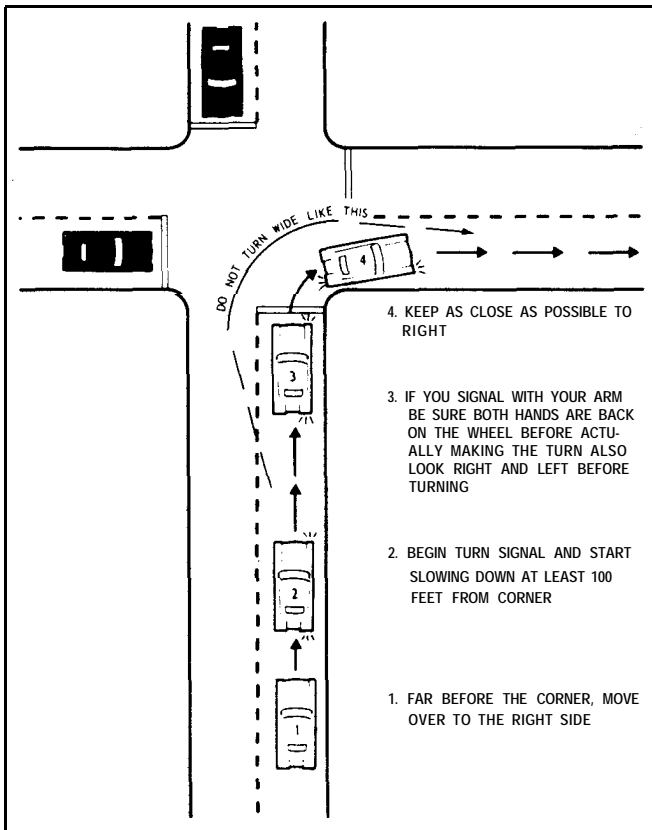 DO NOT TURN WIDE LIKE THIS
4
3
2
1
4. KEEP AS CLOSE AS POSSIBLE TO
RIGHT
3. IF YOU SIGNAL WITH YOUR ARM
BE SURE BOTH HANDS ARE BACK
ON THE WHEEL BEFORE ACTU-
ALLY MAKING THE TURN ALSO
LOOK RIGHT AND LEFT BEFORE
TURNING
2. BEGIN TURN SIGNAL AND START
SLOWING DOWN AT LEAST 100
FEET FROM CORNER
1. FAR BEFORE THE CORNER, MOVE
OVER TO THE RIGHT SIDE